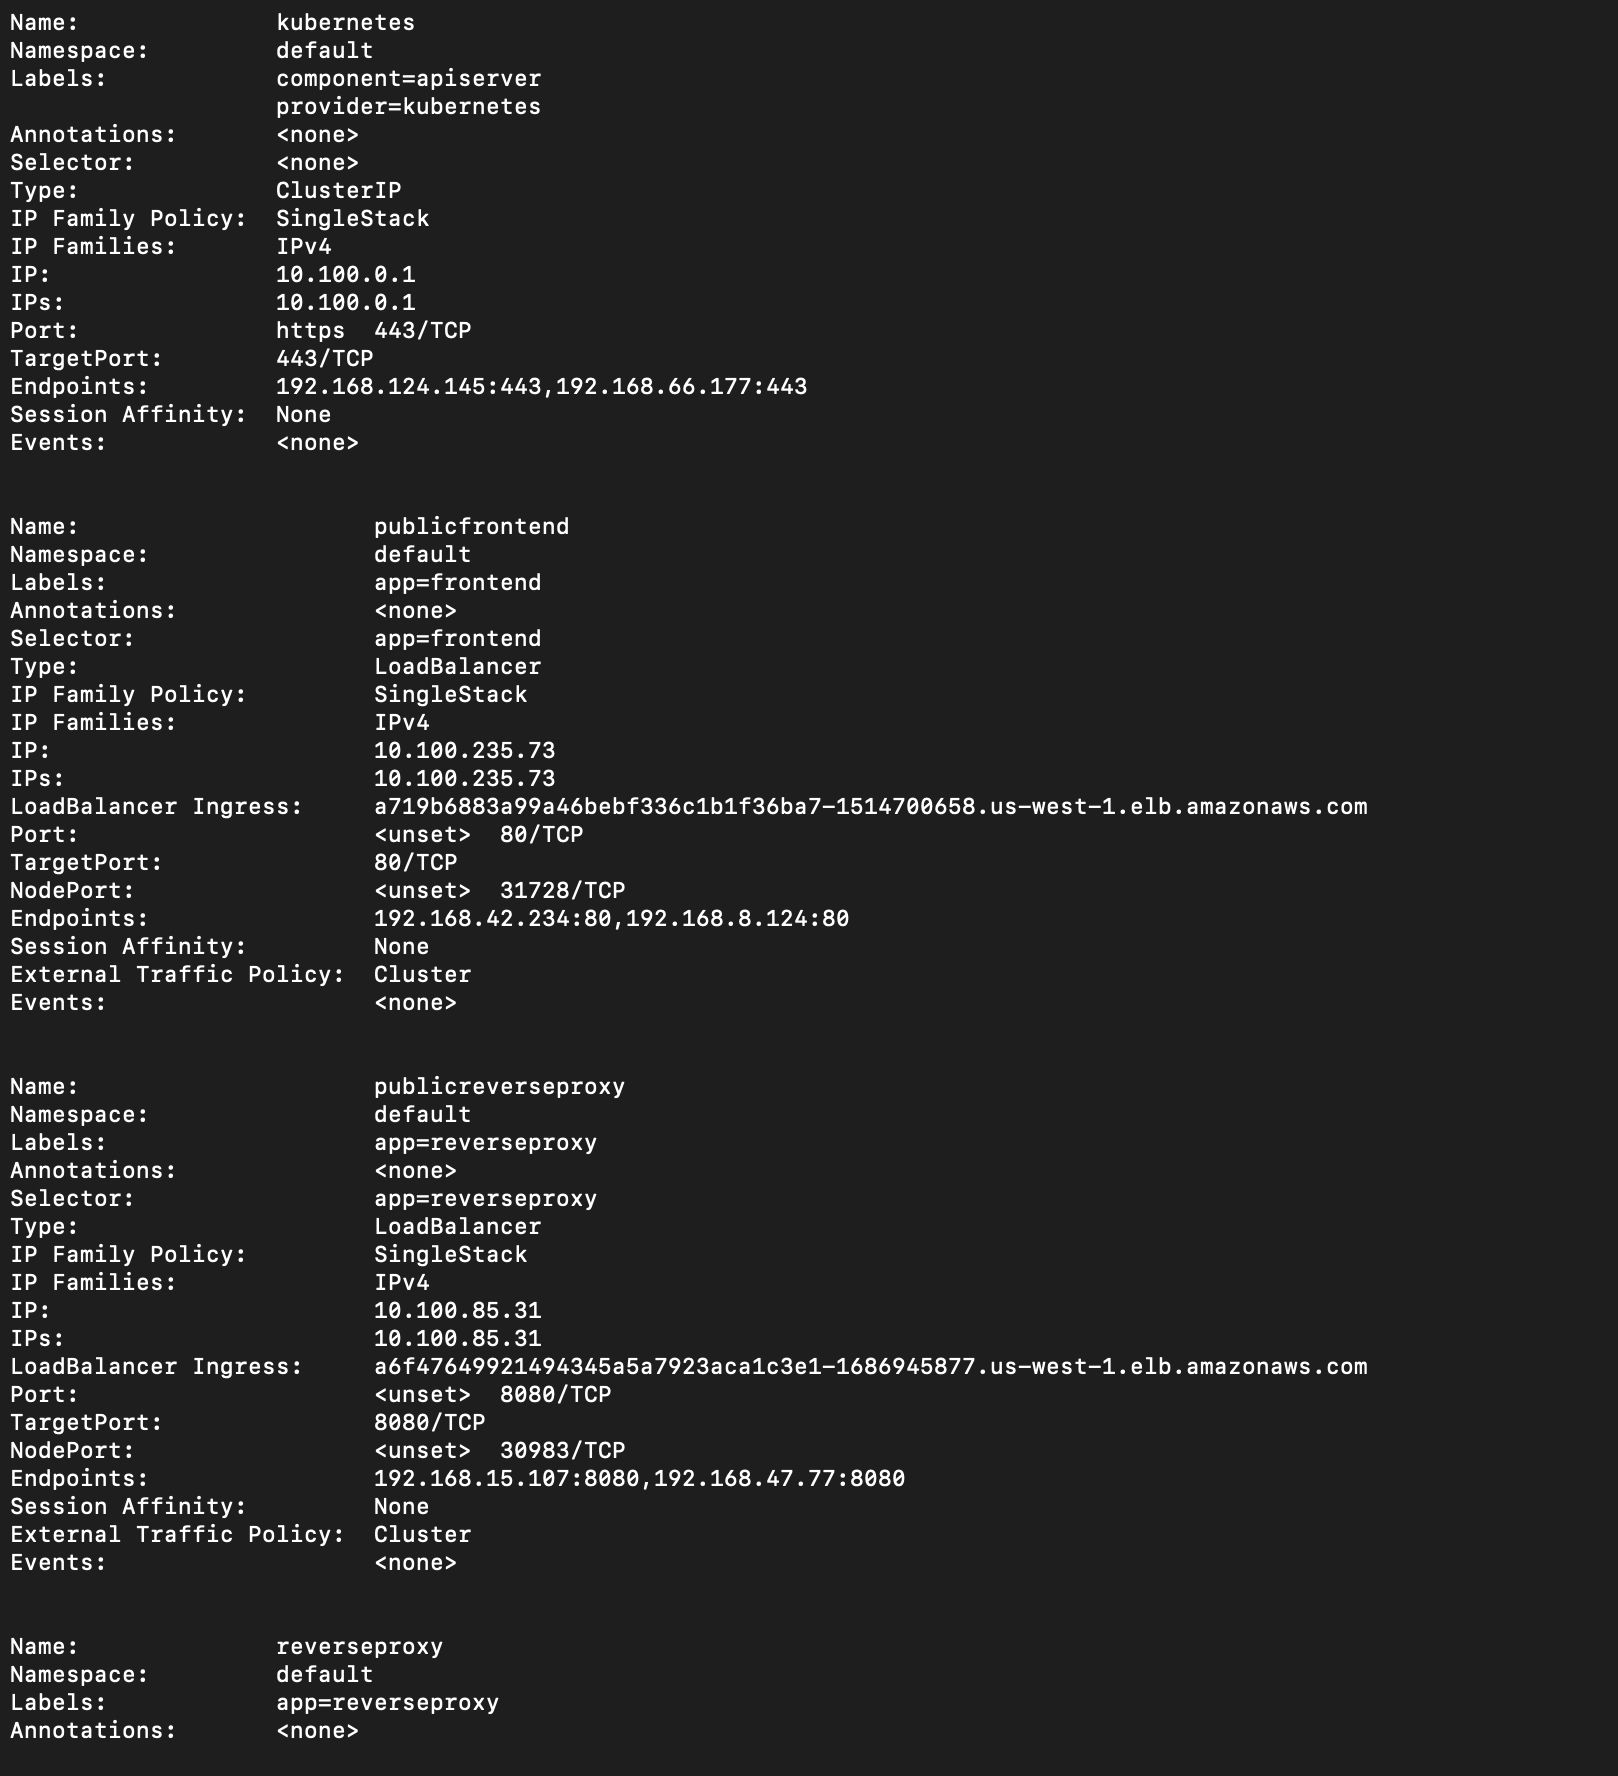 Name:              kubernetes
Namespace:         default
Labels:            component=apiserver
                   provider=kubernetes
Annotations:       <none>
Selector:          <none>
Type:              ClusterIP
IP Family Policy:  SingleStack
IP Families:       IPv4
IP:                10.100.0.1
IPs:               10.100.0.1
Port:              https  443/TCP
TargetPort:        443/TCP
Endpoints:         192.168.124.145:443,192.168.66.177:443
Session Affinity:  None
Events:            <none>


Name:                     publicfrontend
Namespace:                default
Labels:                   app=frontend
Annotations:              <none>
Selector:                 app=frontend
Type:                     LoadBalancer
IP Family Policy:         SingleStack
IP Families:              IPv4
IP:                       10.100.235.73
IPs:                      10.100.235.73
LoadBalancer Ingress:     a719b6883a99a46bebf336c1b1f36ba7-1514700658.us-west-1.elb.amazonaws.com
Port:                     <unset>  80/TCP
TargetPort:               80/TCP
NodePort:                 <unset>  31728/TCP
Endpoints:                192.168.42.234:80,192.168.8.124:80
Session Affinity:         None
External Traffic Policy:  Cluster
Events:                   <none>


Name:                     publicreverseproxy
Namespace:                default
Labels:                   app=reverseproxy
Annotations:              <none>
Selector:                 app=reverseproxy
Type:                     LoadBalancer
IP Family Policy:         SingleStack
IP Families:              IPv4
IP:                       10.100.85.31
IPs:                      10.100.85.31
LoadBalancer Ingress:     a6f47649921494345a5a7923aca1c3e1-1686945877.us-west-1.elb.amazonaws.com
Port:                     <unset>  8080/TCP
TargetPort:               8080/TCP
NodePort:                 <unset>  30983/TCP
Endpoints:                192.168.15.107:8080,192.168.47.77:8080
Session Affinity:         None
External Traffic Policy:  Cluster
Events:                   <none>


Name:              reverseproxy
Namespace:         default
Labels:            app=reverseproxy
Annotations:       <none>